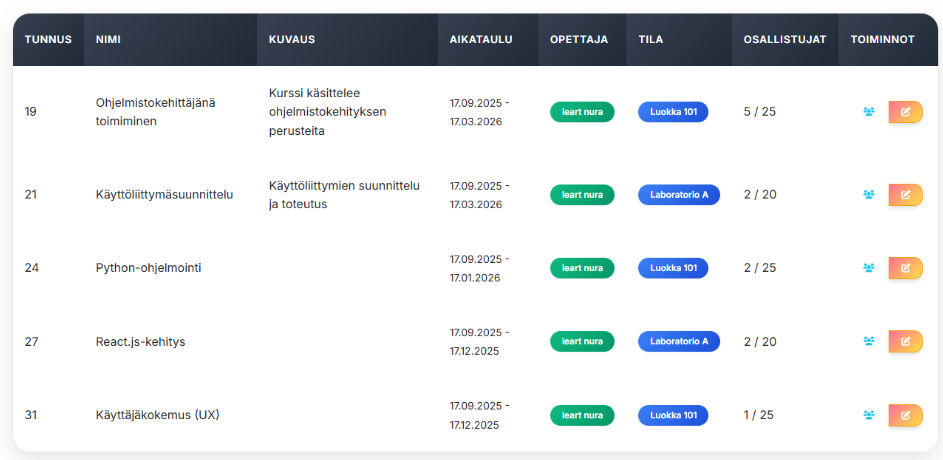 TUNNUS NIMI KUVAUS AIKATAULU OPETTAJA TILA OSALLISTUJAT TOIMINNOT
19 Ohjelmistokehittäjänä toimiminen Kurssi käsittelee ohjelmistokehityksen perusteita 17.09.2025 - 17.03.2026 leart nura Luokka 101 5 / 25
21 Käyttöliittymäsuunnittelu Käyttöliittymien suunnittelu ja toteutus 17.09.2025 - 17.03.2026 leart nura Laboratorio A 2 / 20
24 Python-ohjelmointi 17.09.2025 - 17.01.2026 leart nura Luokka 101 2 / 25
27 React.js-kehitys 17.09.2025 - 17.12.2025 leart nura Laboratorio A 2 / 20
31 Käyttäjäkokemus (UX) 17.09.2025 - 17.12.2025 leart nura Luokka 101 1 / 25